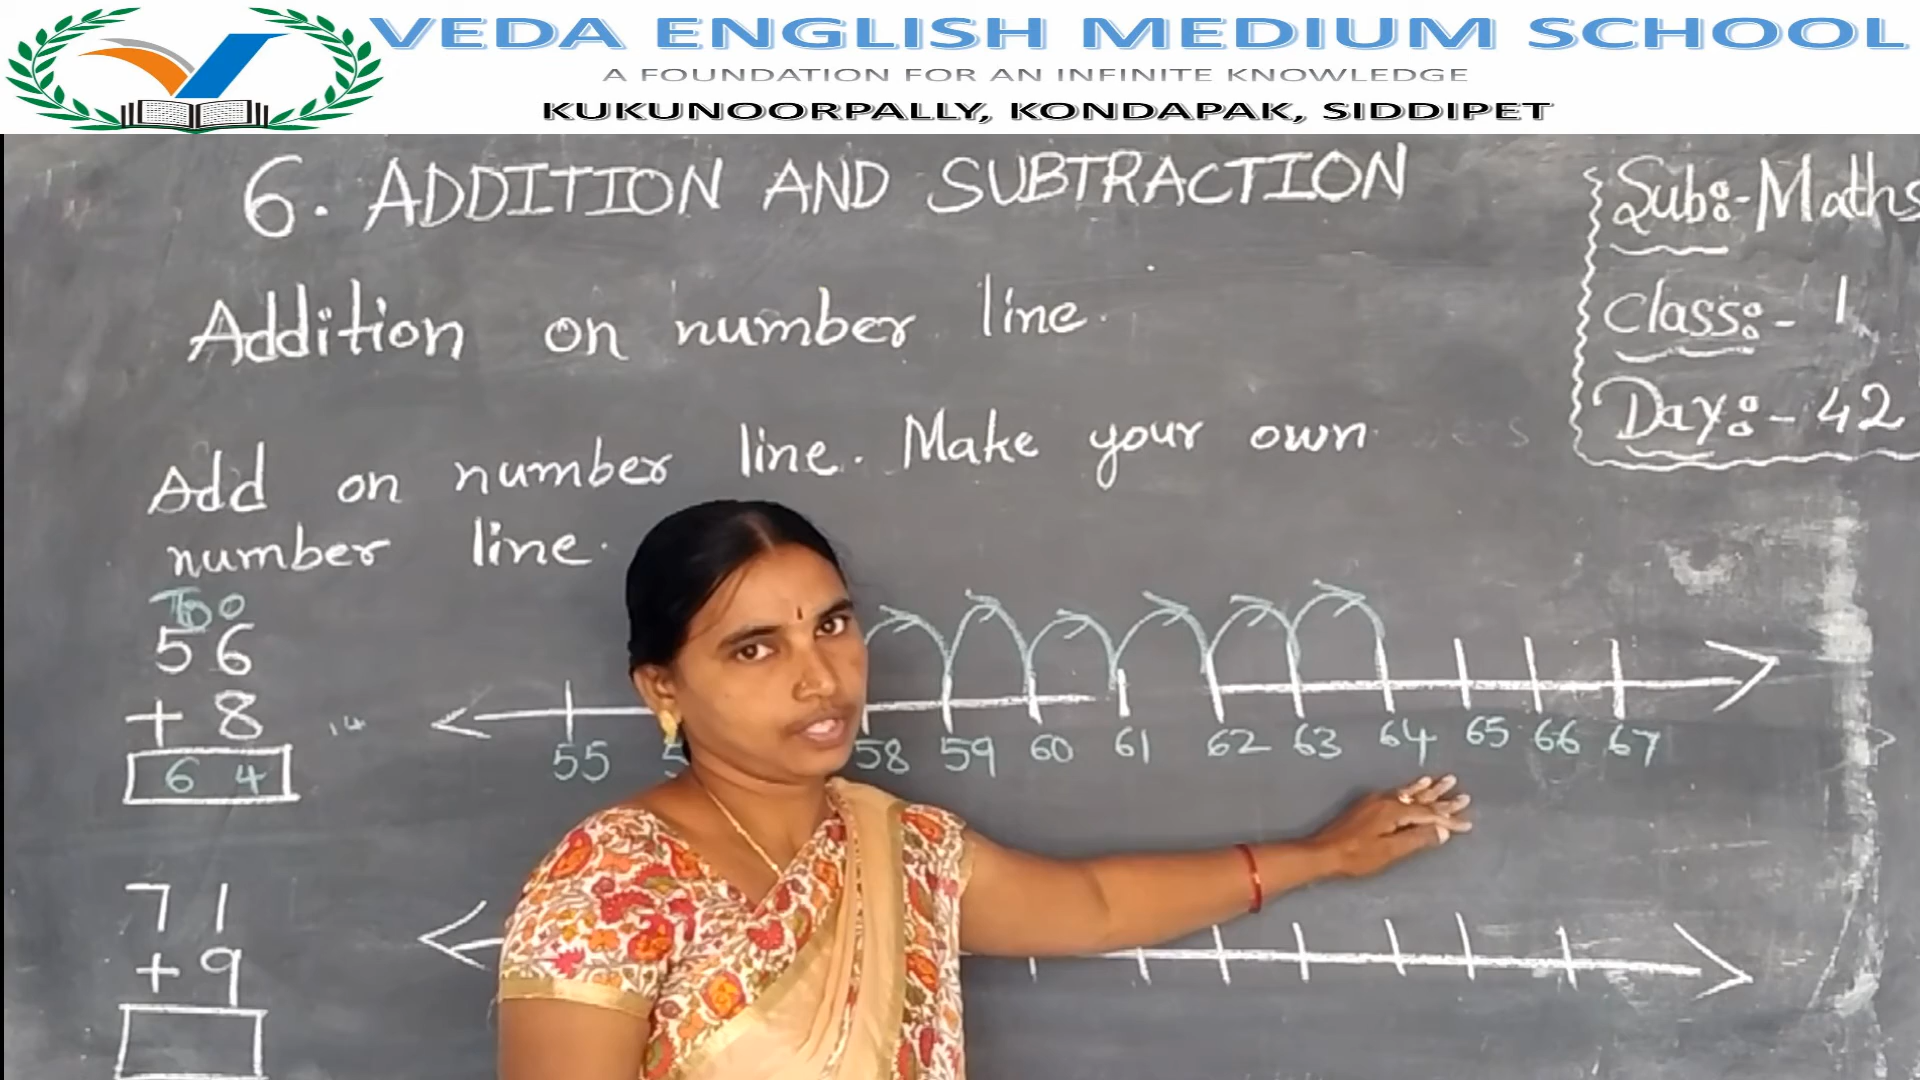 VEDA ENGLISH MEDIUM SCHOOL
A FOUNDATION FOR AN INFINITE KNOWLEDGE
KUKUNOORPALLY, KONDAPAK, SIDDIPET
6. ADDITION AND SUBTRACTION
Sub:- Maths
Class:- 1
Day:- 42
Addition on number line.
Add on number line. Make your own
number line.
56
+ 8
64
14
55 58 59 60 61 62 63 64 65 66 67
71
+9